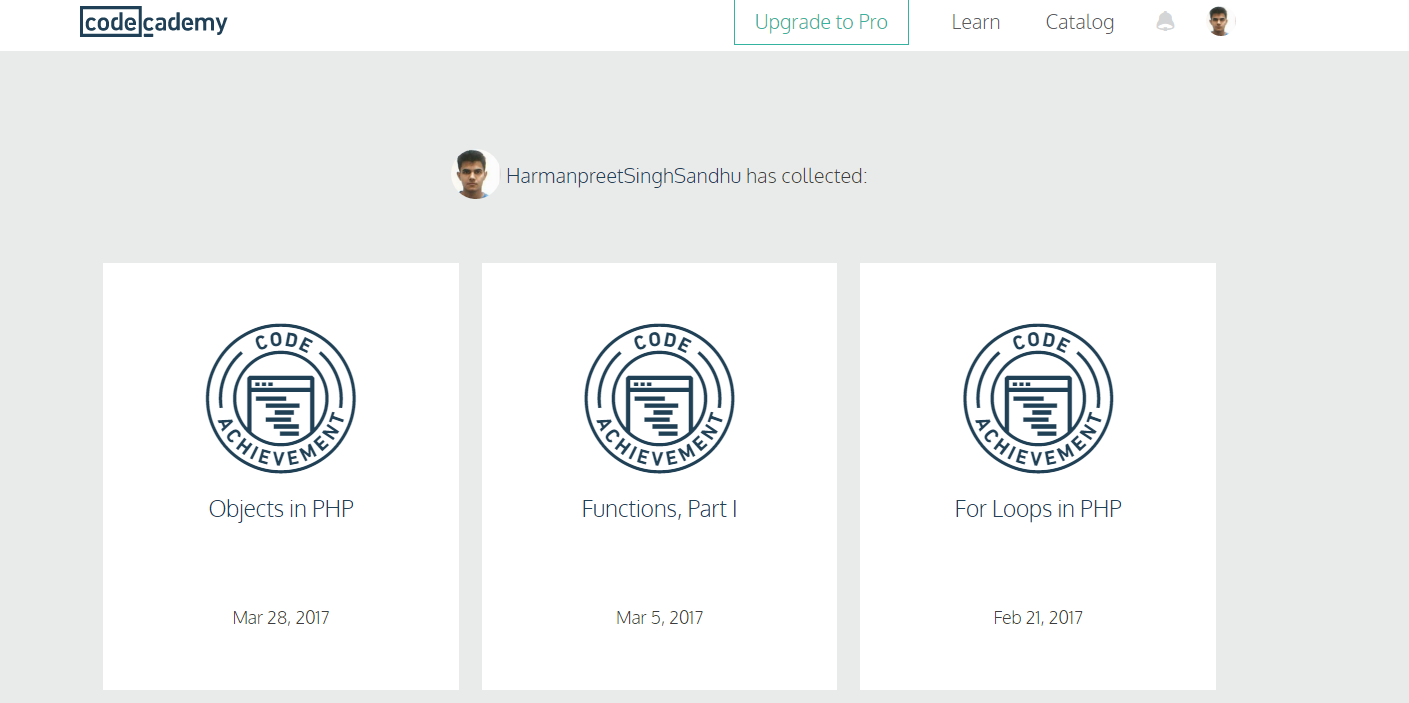 codecademy
Upgrade to Pro
Learn
Catalog
HarmanpreetSinghSandhu has collected:
CODE ACHIEVEMENT
Objects in PHP
Mar 28, 2017
CODE ACHIEVEMENT
Functions, Part I
Mar 5, 2017
CODE ACHIEVEMENT
For Loops in PHP
Feb 21, 2017